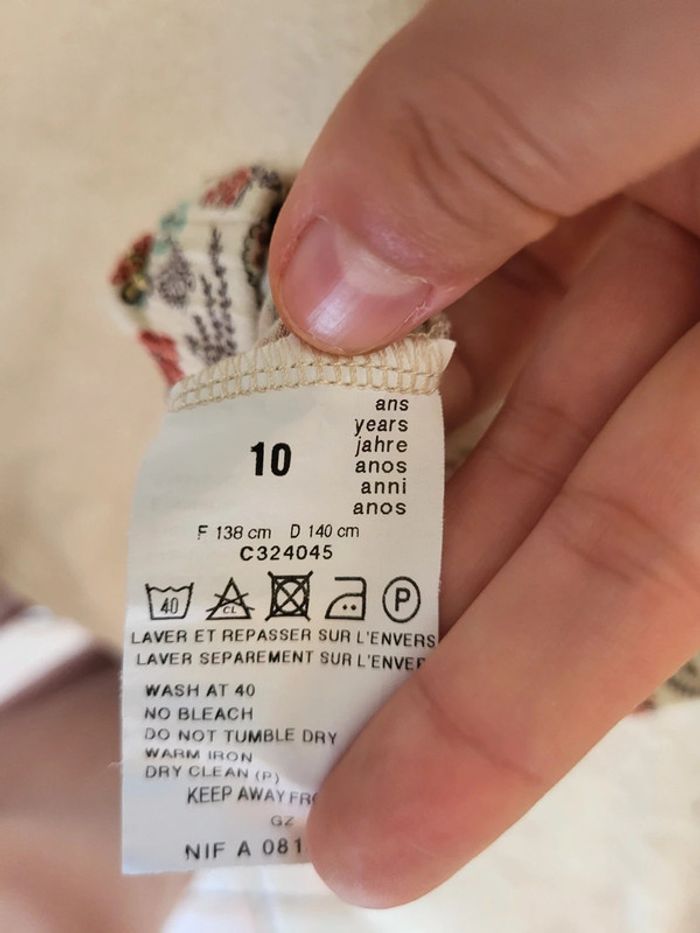 ans
years
jahre
10
anos
anni
anos
F 138 cm D 140 cm
C324045
40 CL P
LAVER ET REPASSER SUR L'ENVERS
LAVER SEPAREMENT SUR L'ENVE
WASH AT 40
NO BLEACH
DO NOT TUMBLE DRY
WARM IRON
DRY CLEAN (P)
KEEP AWAY FR
GZ
NIF A 081